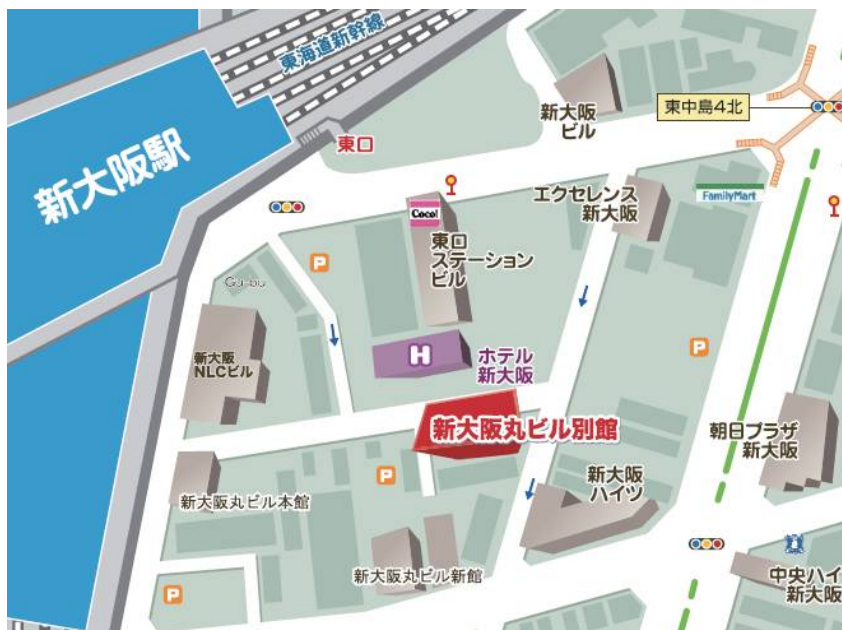 東海道新幹線
新大阪駅
東口
新大阪
ビル
東中島4北
エクセレンス
新大阪
FamilyMart
Coco!
東口
ステーション
ビル
P
Gu-bu
新大阪
NLCビル
H
ホテル
新大阪
P
新大阪丸ビル別館
朝日プラザ
新大阪
新大阪
ハイツ
P
新大阪丸ビル本館
新大阪丸ビル新館
P
中央ハイ
新大阪